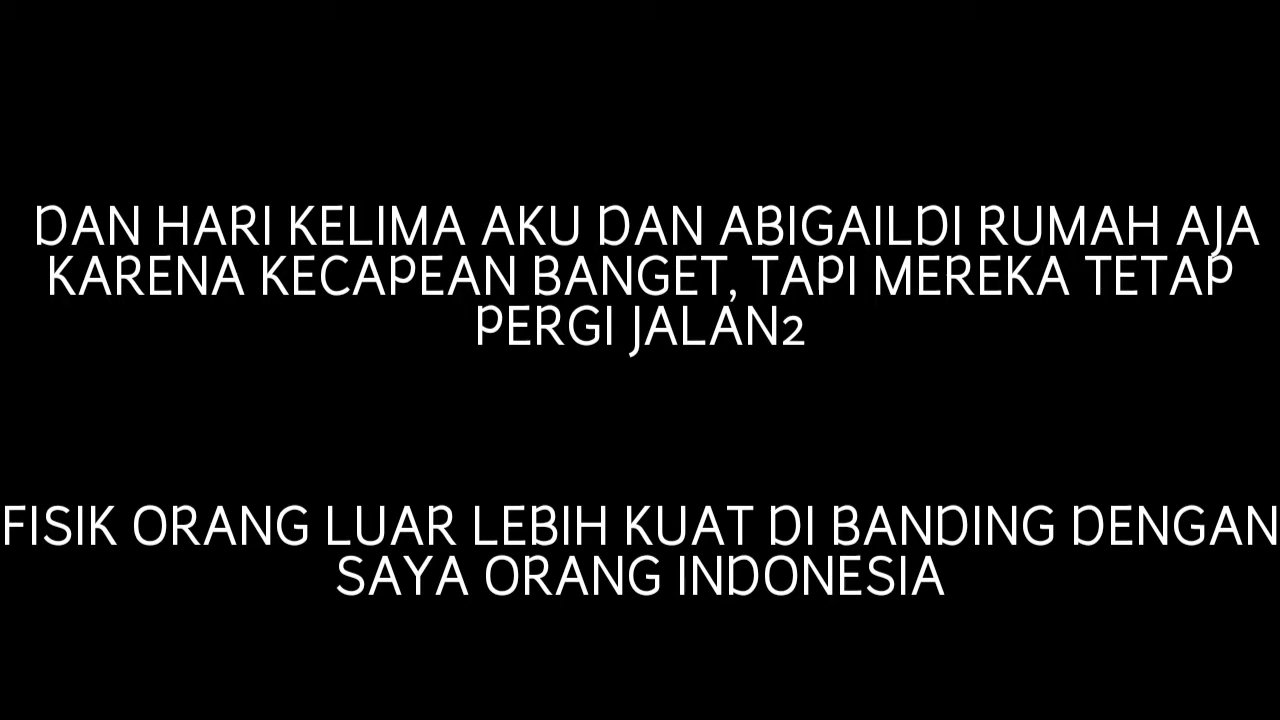 DAN HARI KELIMA AKU DAN ABIGAILDI RUMAH AJA
KARENA KECAPEAN BANGET, TAPI MEREKA TETAP
PERGI JALAN2
FISIK ORANG LUAR LEBIH KUAT DI BANDING DENGAN
SAYA ORANG INDONESIA